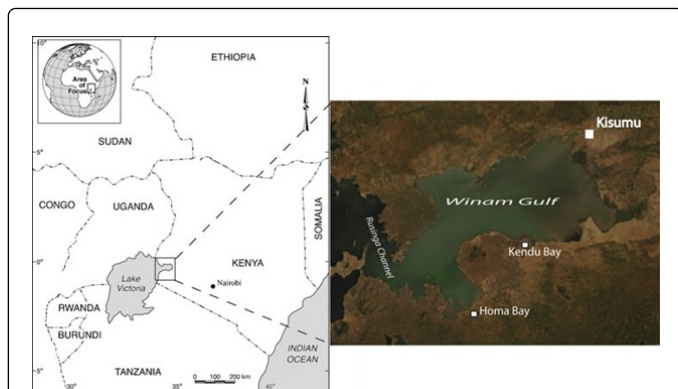 10°
ETHIOPIA
Area
of
Focus
N
SUDAN
5°
CONGO
UGANDA
SOMALIA
0°
KENYA
Lake
Victoria
Nairobi
RWANDA
BURUNDI
INDIAN
OCEAN
TANZANIA
0 100 200 km
5°
30°
35°
40°
Kisumu
Winam Gulf
Rusinga Channel
Kendu Bay
Homa Bay